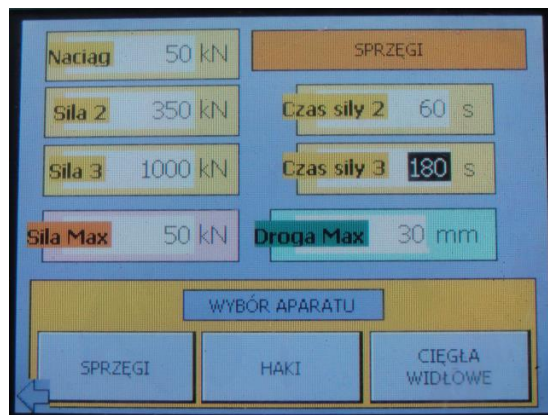 Naciąg 50 kN
SPRZĘGI
Sila 2 350 kN
Czas sily 2 60 s
Sila 3 1000 kN
Czas sily 3 180 s
Sila Max 50 kN
Droga Max 30 mm
WYBÓR APARATU
SPRZĘGI
HAKI
CIĘGŁA
WIDŁOWE